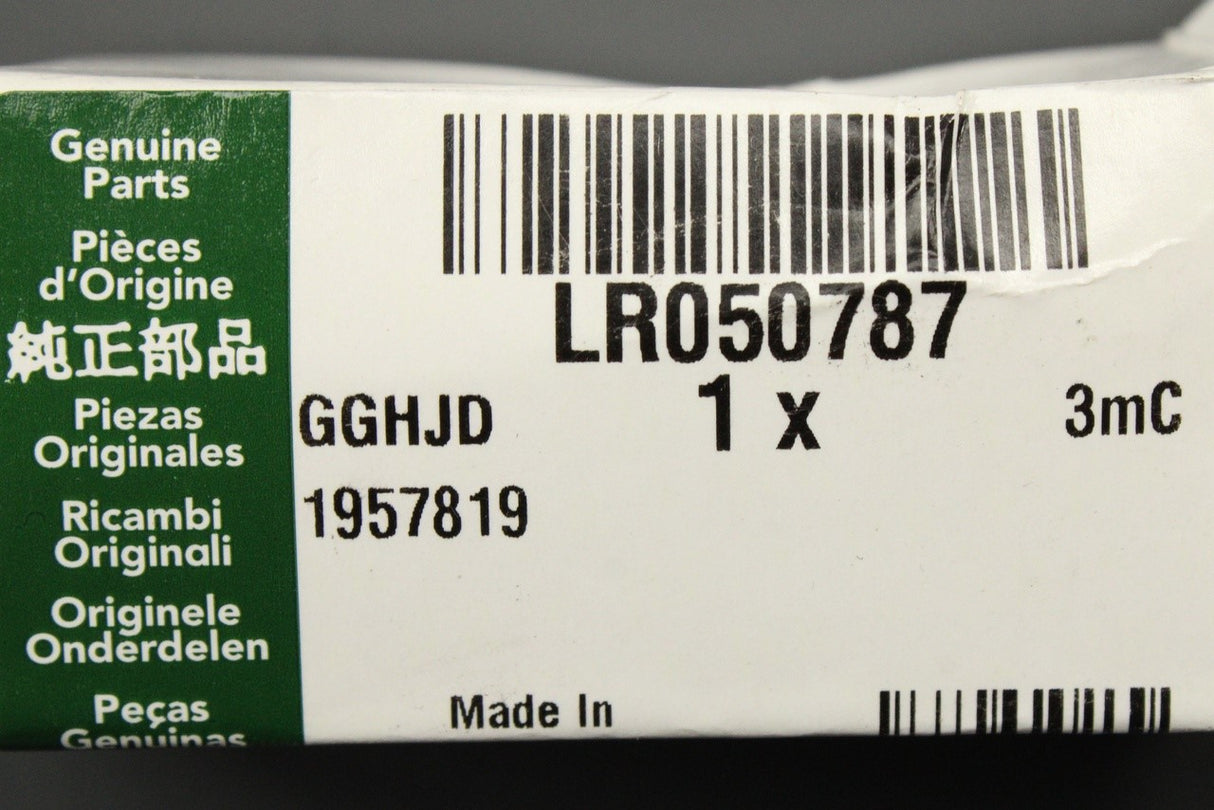 Genuine
Parts
Pièces
d'Origine
純正部品
Piezas
Originales
Ricambi
Originali
Originele
Onderdelen
Peças
Genuinas
LR050787
GGHJD 1 x 3mC
1957819
Made In